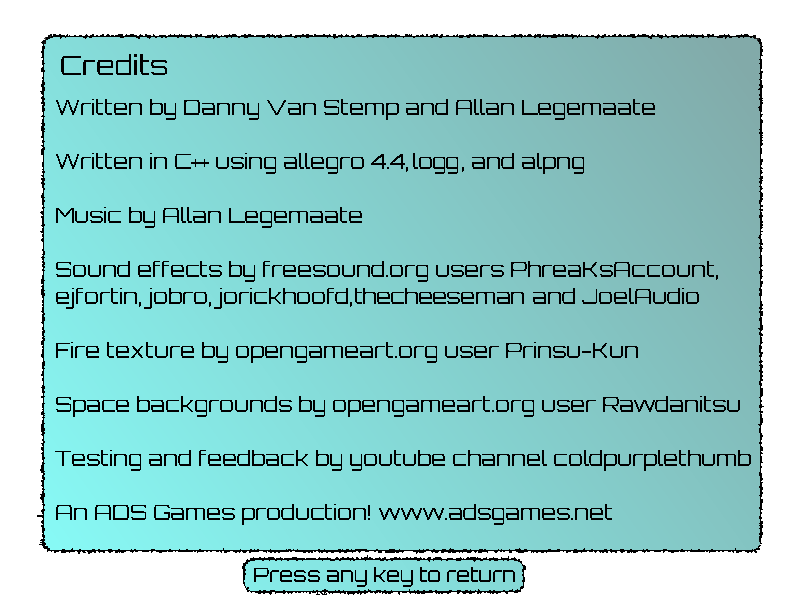 Credits
Written by Danny Van Stemp and Allan Legemaate
Written in C++ using allegro 4.4, logg, and alpng
Music by Allan Legemaate
Sound effects by freesound.org users PhreaKsAccount,
ejfortin, jobro, jorickhoofd,thecheeseman and JoelAudio
Fire texture by opengameart.org user Prinsu-Kun
Space backgrounds by opengameart.org user Rawdanitsu
Testing and feedback by youtube channel coldpurplethumb
An ADS Games production! www.adsgames.net
Press any key to return